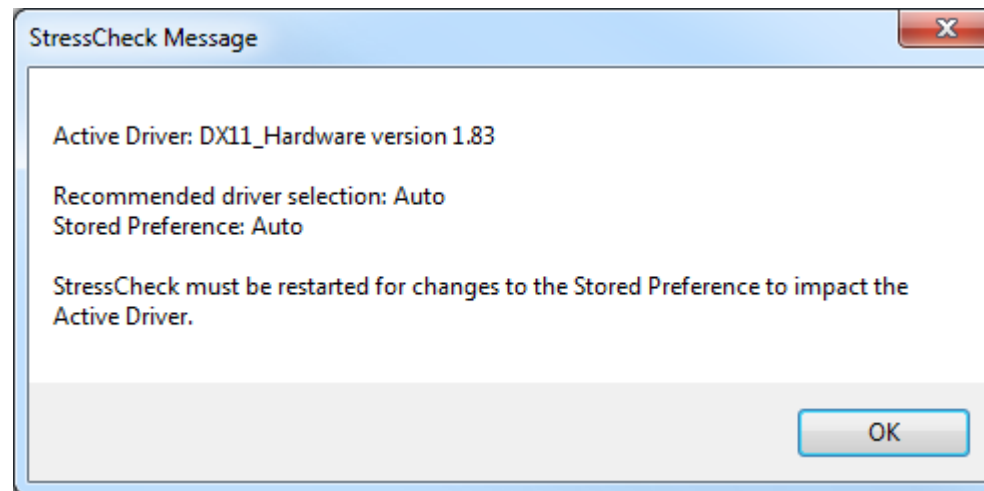 StressCheck Message
Active Driver: DX11_Hardware version 1.83
Recommended driver selection: Auto
Stored Preference: Auto
StressCheck must be restarted for changes to the Stored Preference to impact the
Active Driver.
OK